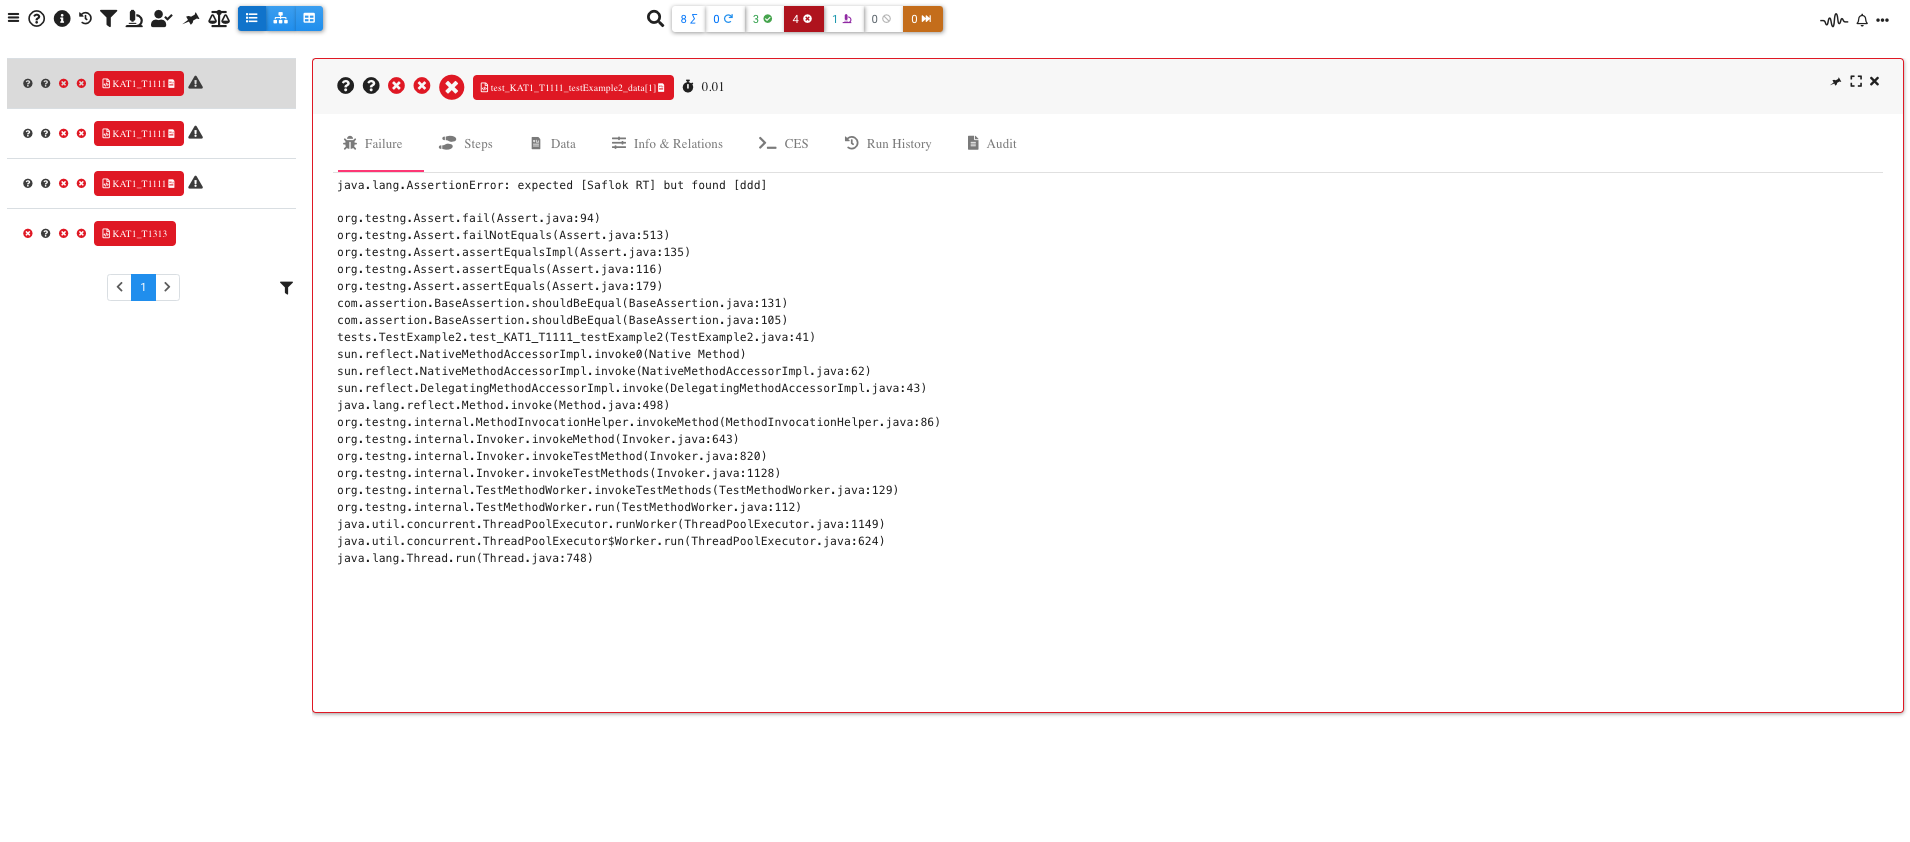 8 Σ 0 3 4 1 0 0
KAT1_T1111
KAT1_T1111
KAT1_T1111
KAT1_T1313
1
test_KAT1_T1111_testExample2_data[1] 0.01
Failure Steps Data Info & Relations CES Run History Audit
java.lang.AssertionError: expected [Saflok RT] but found [ddd]
org.testng.Assert.fail(Assert.java:94)
org.testng.Assert.failNotEquals(Assert.java:513)
org.testng.Assert.assertEqualsImpl(Assert.java:135)
org.testng.Assert.assertEquals(Assert.java:116)
org.testng.Assert.assertEquals(Assert.java:179)
com.assertion.BaseAssertion.shouldBeEqual(BaseAssertion.java:131)
com.assertion.BaseAssertion.shouldBeEqual(BaseAssertion.java:105)
tests.TestExample2.test_KAT1_T1111_testExample2(TestExample2.java:41)
sun.reflect.NativeMethodAccessorImpl.invoke0(Native Method)
sun.reflect.NativeMethodAccessorImpl.invoke(NativeMethodAccessorImpl.java:62)
sun.reflect.DelegatingMethodAccessorImpl.invoke(DelegatingMethodAccessorImpl.java:43)
java.lang.reflect.Method.invoke(Method.java:498)
org.testng.internal.MethodInvocationHelper.invokeMethod(MethodInvocationHelper.java:86)
org.testng.internal.Invoker.invokeMethod(Invoker.java:643)
org.testng.internal.Invoker.invokeTestMethod(Invoker.java:820)
org.testng.internal.Invoker.invokeTestMethods(Invoker.java:1128)
org.testng.internal.TestMethodWorker.invokeTestMethods(TestMethodWorker.java:129)
org.testng.internal.TestMethodWorker.run(TestMethodWorker.java:112)
java.util.concurrent.ThreadPoolExecutor.runWorker(ThreadPoolExecutor.java:1149)
java.util.concurrent.ThreadPoolExecutor$Worker.run(ThreadPoolExecutor.java:624)
java.lang.Thread.run(Thread.java:748)